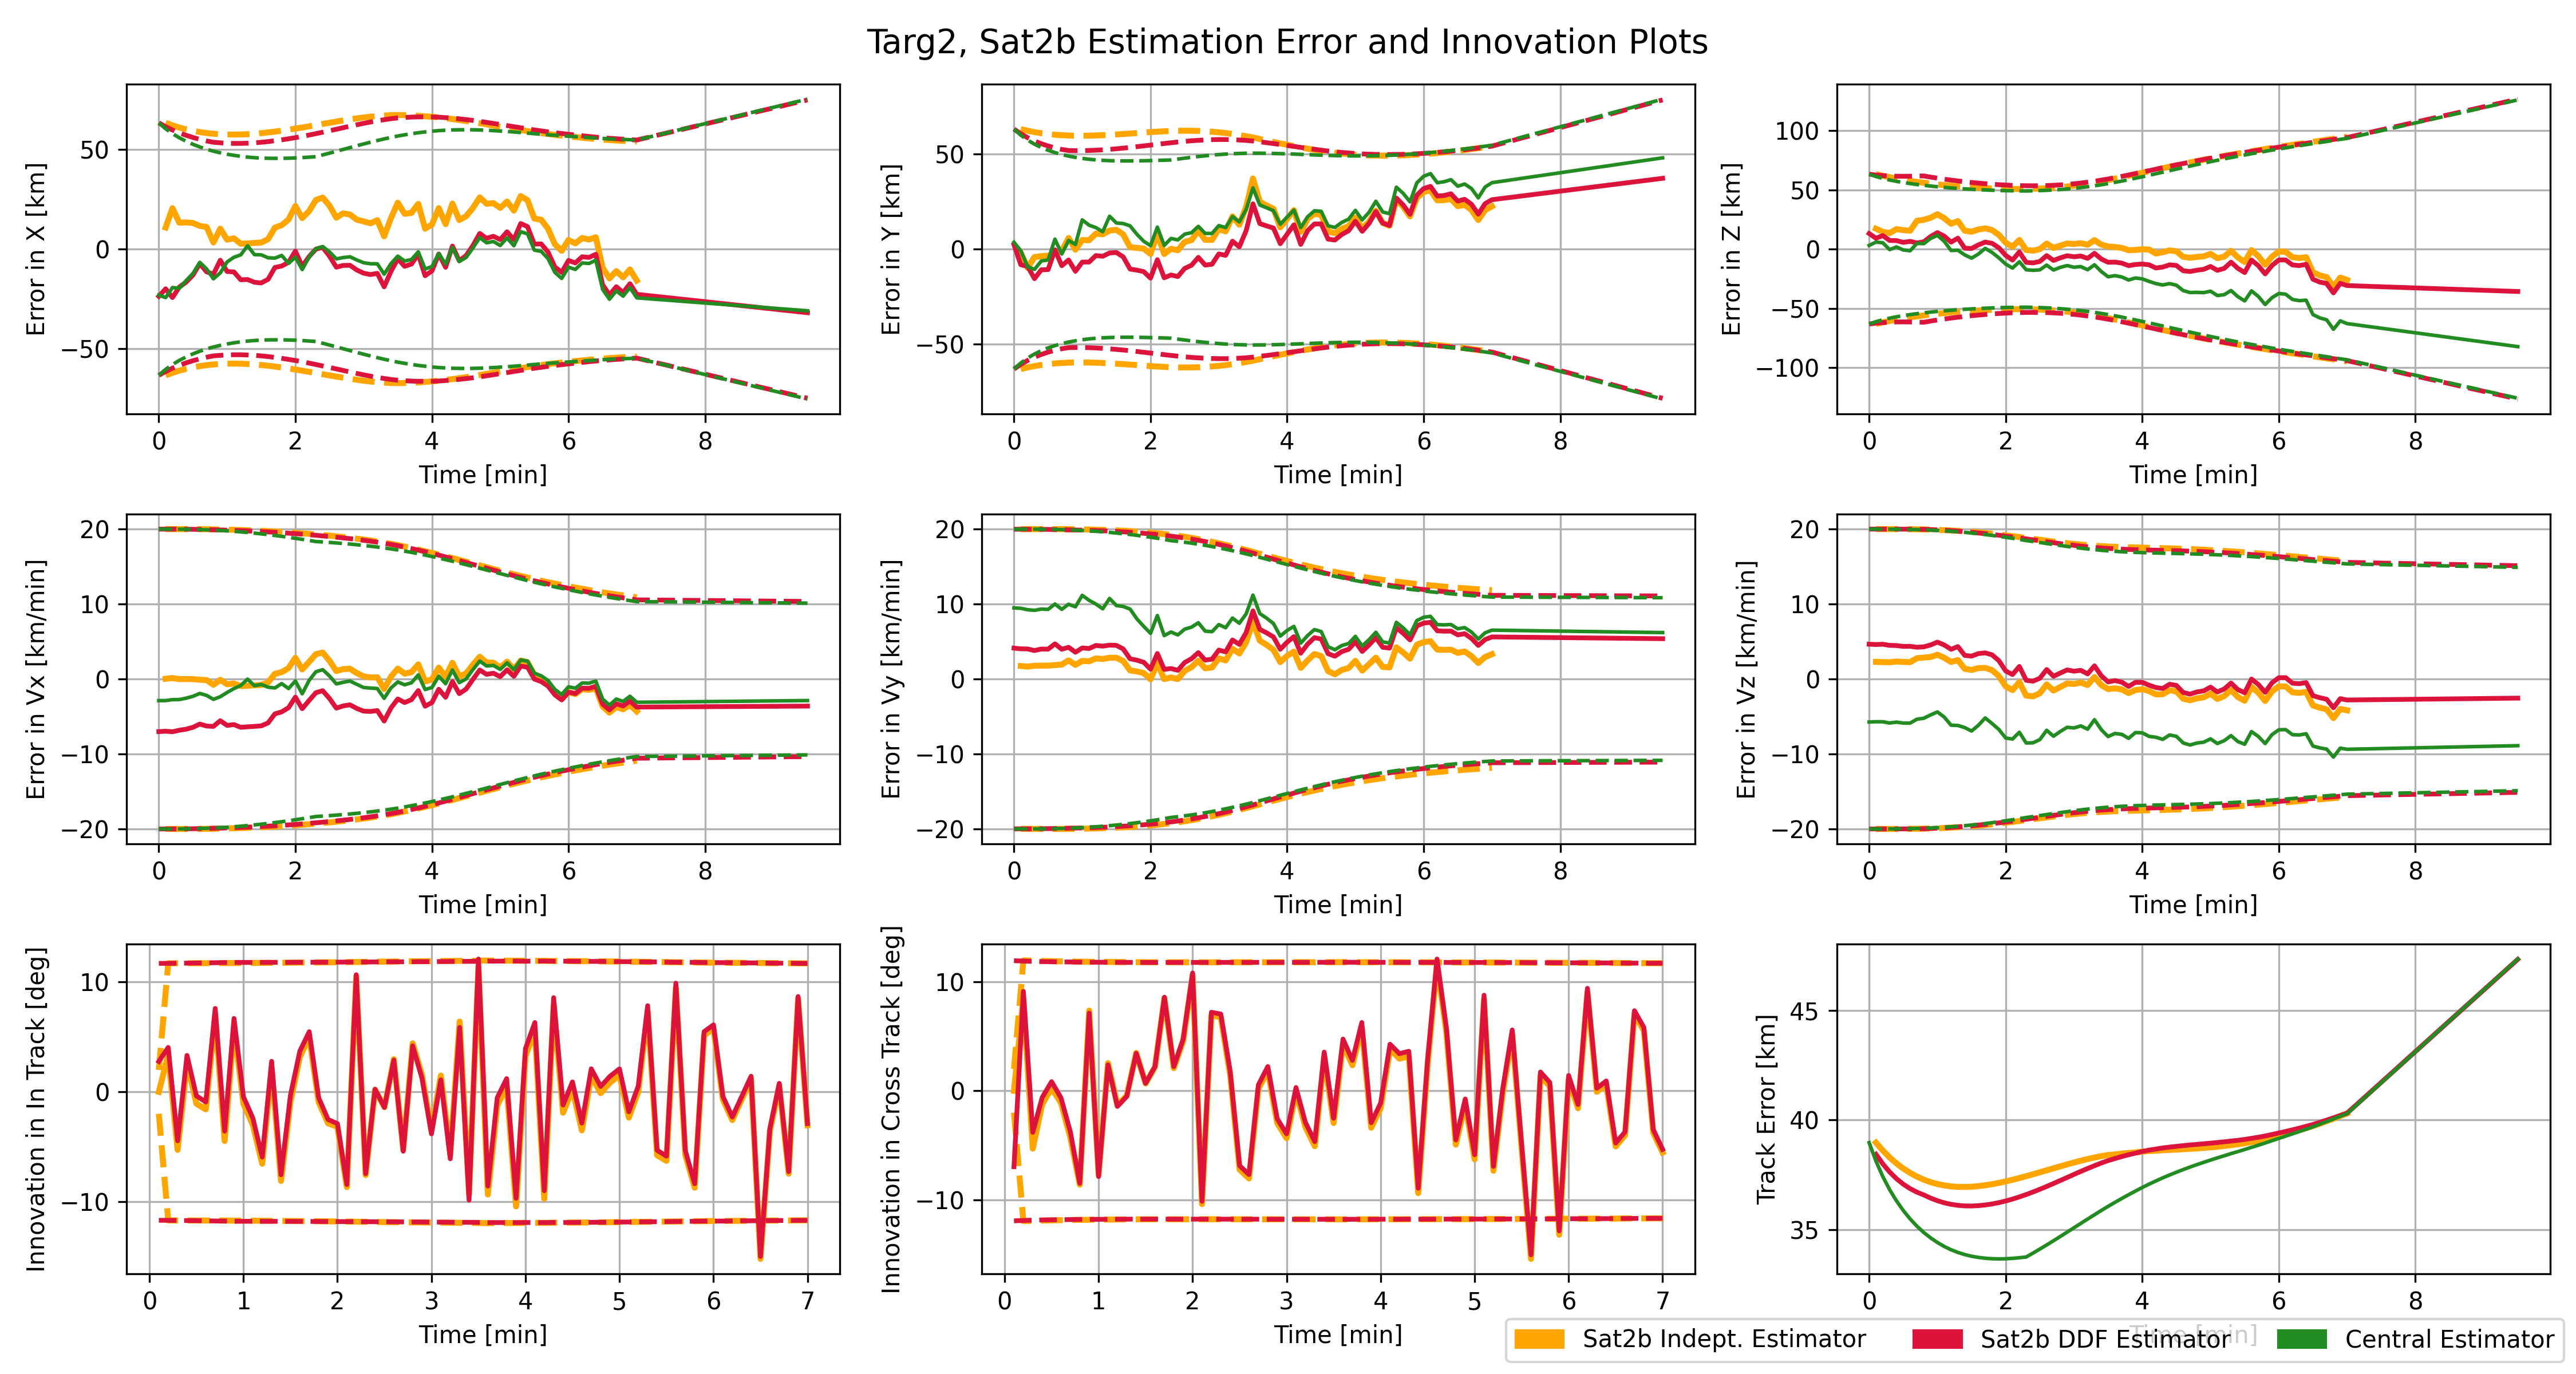 Targ2, Sat2b Estimation Error and Innovation Plots
Error in X [km]
50
0
−50
0 2 4 6 8
Time [min]
Error in Y [km]
50
0
−50
0 2 4 6 8
Time [min]
Error in Z [km]
100
50
0
−50
−100
0 2 4 6 8
Time [min]
Error in Vx [km/min]
20
10
0
−10
−20
0 2 4 6 8
Time [min]
Error in Vy [km/min]
20
10
0
−10
−20
0 2 4 6 8
Time [min]
Error in Vz [km/min]
20
10
0
−10
−20
0 2 4 6 8
Time [min]
Innovation in In Track [deg]
10
0
−10
0 1 2 3 4 5 6 7
Time [min]
Innovation in Cross Track [deg]
10
0
−10
0 1 2 3 4 5 6 7
Time [min]
Track Error [km]
45
40
35
0 2 4 6 8
Time [min]
Sat2b Indept. Estimator Sat2b DDF Estimator Central Estimator